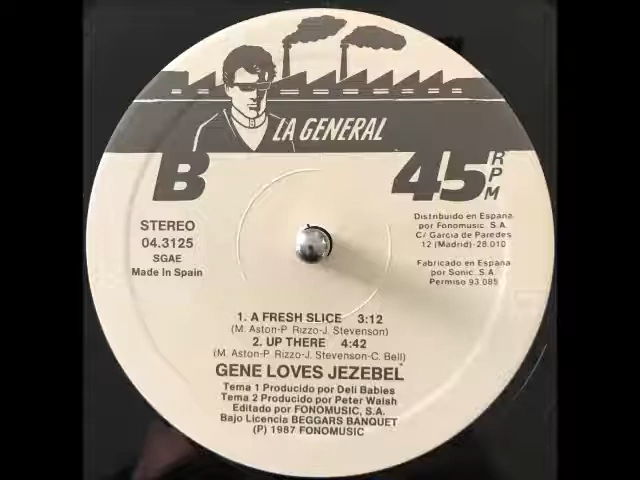 LA GENERAL
B
45 RPM
STEREO
04.3125
SGAE
Made In Spain
Distribuido en España
por Fonomusic, S.A.
C/ Garcia de Paredes
12 (Madrid)-28.010
Fabricado en España
por Sonic. S.A.
Permiso 93.085
1. A FRESH SLICE 3:12
(M. Aston-P. Rizzo-J. Stevenson)
2. UP THERE 4:42
(M. Aston-P. Rizzo-J. Stevenson-C. Bell)
GENE LOVES JEZEBEL
Tema 1 Producido por Deli Babies
Tema 2 Producido por Peter Walsh
Editado por FONOMUSIC, S.A.
Bajo Licencia BEGGARS BANQUET
(P) 1987 FONOMUSIC